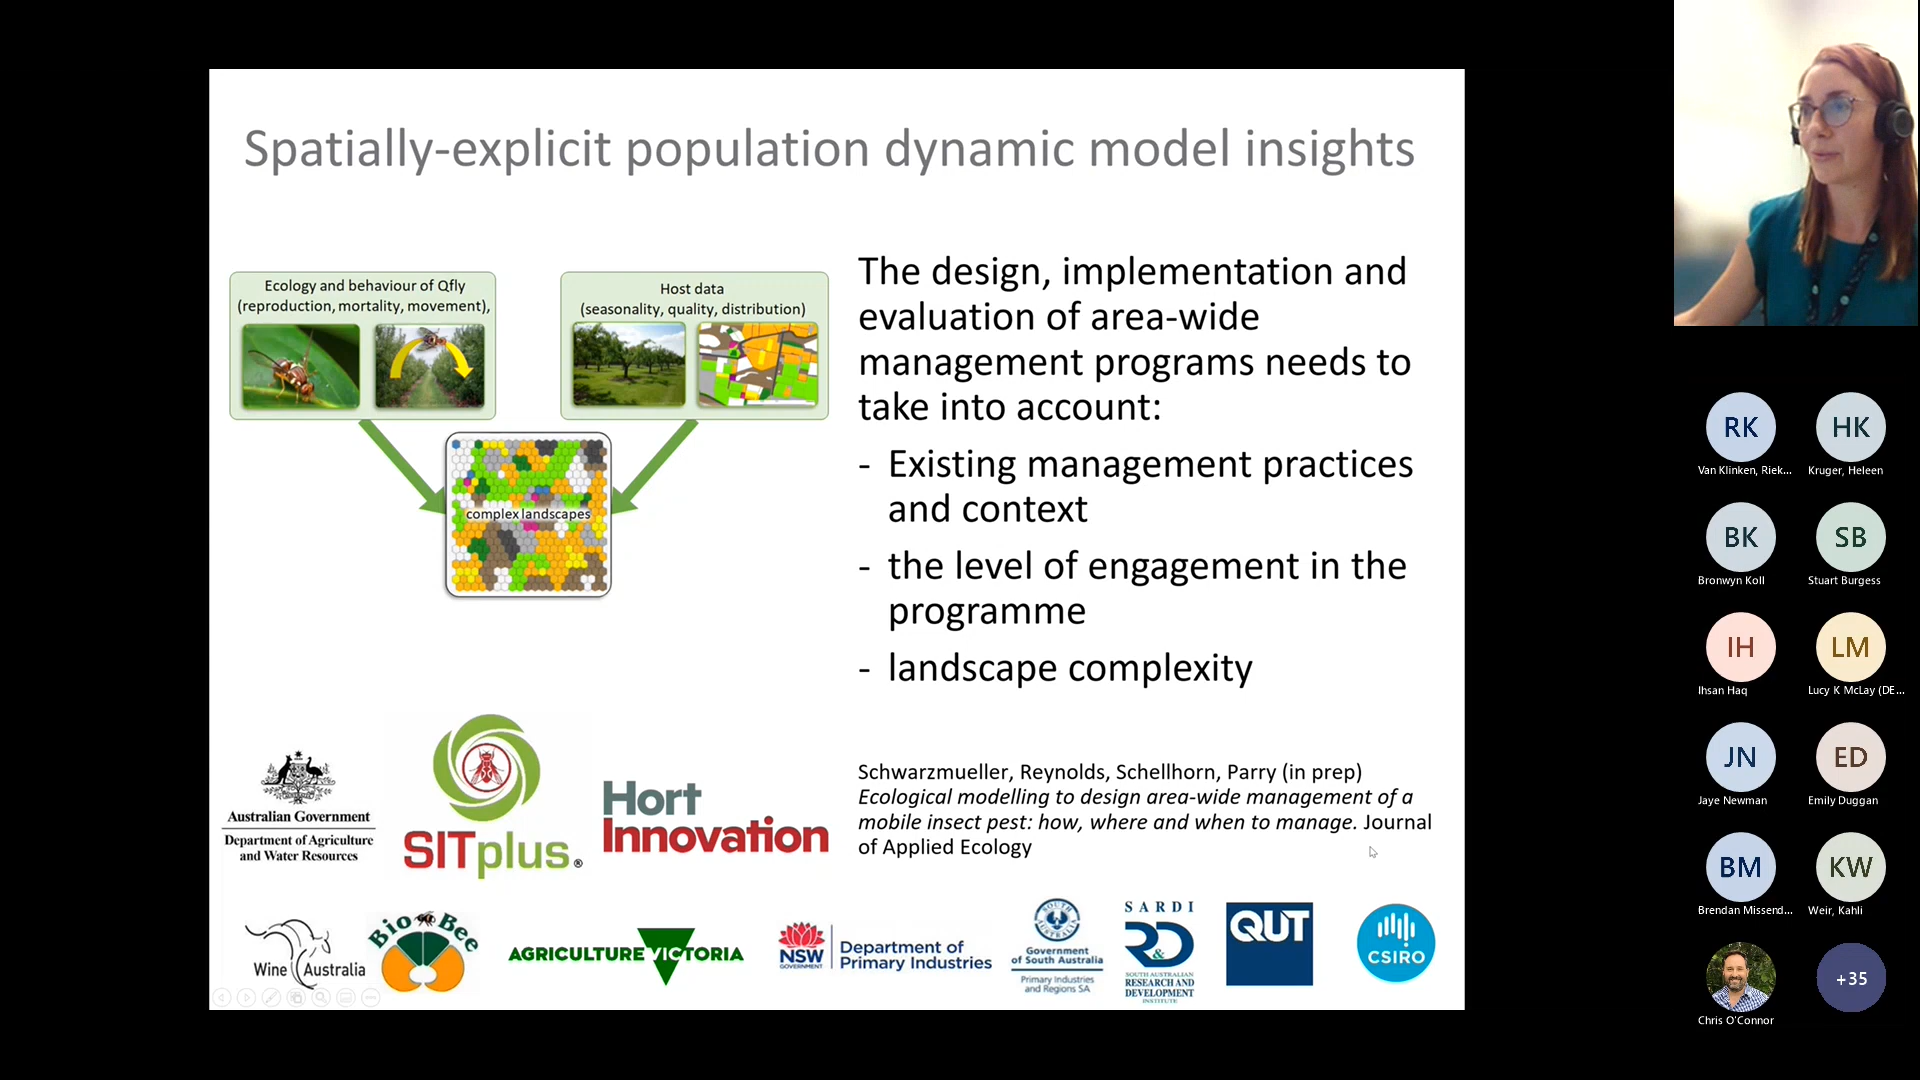 Spatially-explicit population dynamic model insights
Ecology and behaviour of Qfly
(reproduction, mortality, movement),
Host data
(seasonality, quality, distribution)
complex landscapes
The design, implementation and
evaluation of area-wide
management programs needs to
take into account:
- Existing management practices
and context
- the level of engagement in the
programme
- landscape complexity
Schwarzmueller, Reynolds, Schellhorn, Parry (in prep)
Ecological modelling to design area-wide management of a
mobile insect pest: how, where and when to manage. Journal
of Applied Ecology
Australian Government
Department of Agriculture
and Water Resources
SITplus®
Hort
Innovation
Wine Australia
Bio Bee
AGRICULTURE VICTORIA
NSW
GOVERNMENT
Department of
Primary Industries
SOUTH AUSTRALIA
Government
of South Australia
Primary Industries
and Regions SA
SARDI
R&D
SOUTH AUSTRALIAN
RESEARCH AND
DEVELOPMENT
INSTITUTE
QUT
CSIRO
RK
Van Klinken, Riek...
HK
Kruger, Heleen
BK
Bronwyn Koll
SB
Stuart Burgess
IH
Ihsan Haq
LM
Lucy K McLay (DE...
JN
Jaye Newman
ED
Emily Duggan
BM
Brendan Missend...
KW
Weir, Kahli
Chris O'Connor
+35